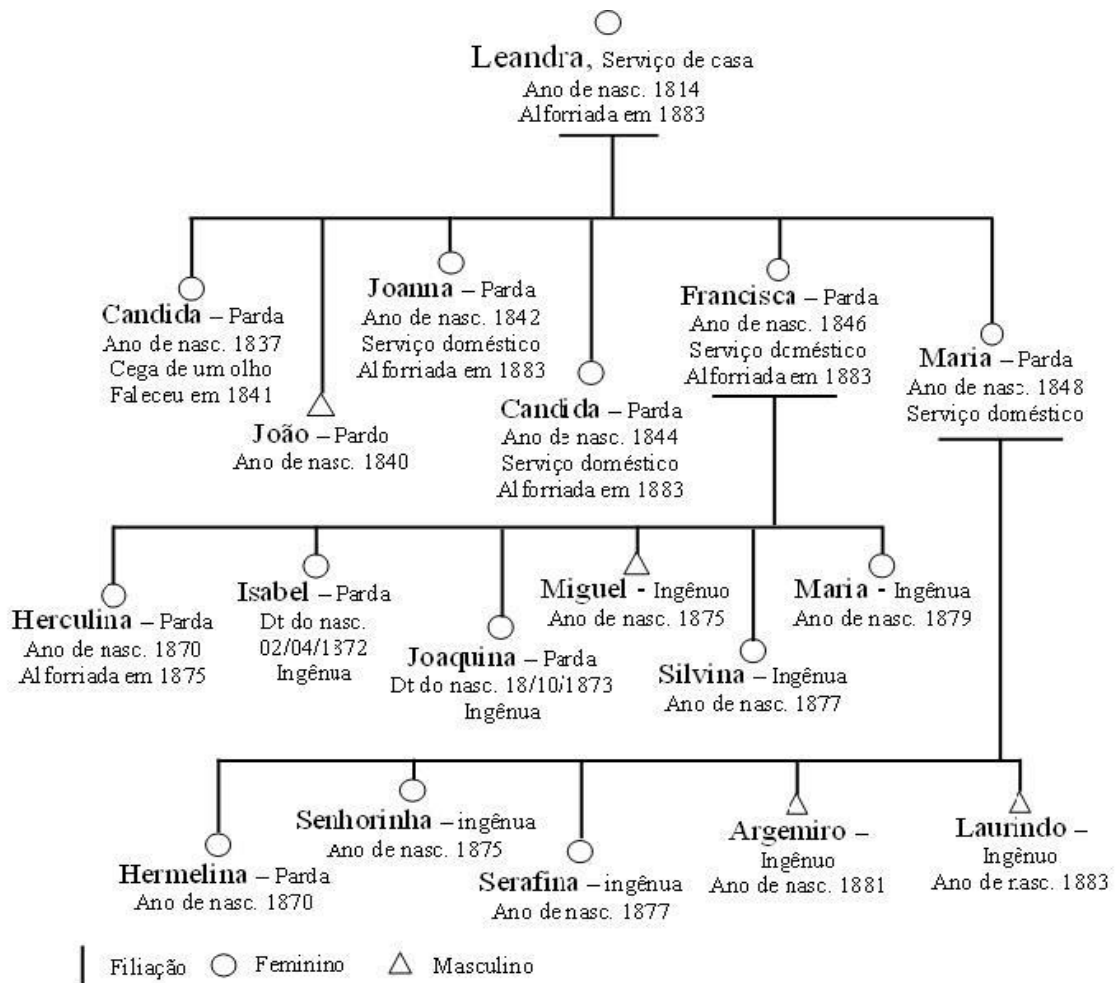 Leandra, Serviço de casa
Ano de nasc. 1814
Alforriada em 1883
Candida – Parda
Ano de nasc. 1837
Cega de um olho
Faleceu em 1841
João – Pardo
Ano de nasc. 1840
Joanna – Parda
Ano de nasc. 1842
Serviço doméstico
Alforriada em 1883
Candida – Parda
Ano de nasc. 1844
Serviço doméstico
Alforriada em 1883
Francisca – Parda
Ano de nasc. 1846
Serviço doméstico
Alforriada em 1883
Maria – Parda
Ano de nasc. 1848
Serviço doméstico
Herculina – Parda
Ano de nasc. 1870
Alforriada em 1875
Isabel – Parda
Dt do nasc.
02/04/1872
Ingênua
Joaquina – Parda
Dt do nasc. 18/10/1873
Ingênua
Miguel - Ingênuo
Ano de nasc. 1875
Silvina – Ingênua
Ano de nasc. 1877
Maria - Ingênua
Ano de nasc. 1879
Hermelina – Parda
Ano de nasc. 1870
Senhorinha – ingênua
Ano de nasc. 1875
Serafina – ingênua
Ano de nasc. 1877
Argemiro –
Ingênuo
Ano de nasc. 1881
Laurindo –
Ingênuo
Ano de nasc. 1883
Filiação Feminino Masculino